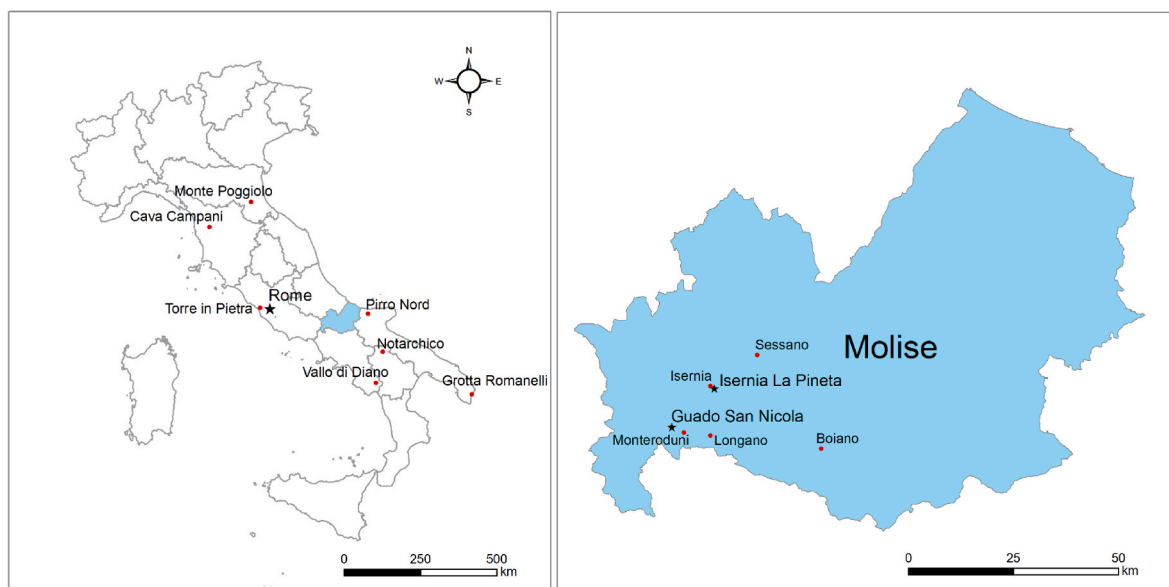 N
W E
S
Monte Poggiolo
Cava Campani
Rome
Torre in Pietra
Pirro Nord
Notarchico
Vallo di Diano
Grotta Romanelli
0 250 500
km
Sessano
Molise
Isernia
Isernia La Pineta
Guado San Nicola
Monteroduni
Longano
Boiano
0 25 50
km